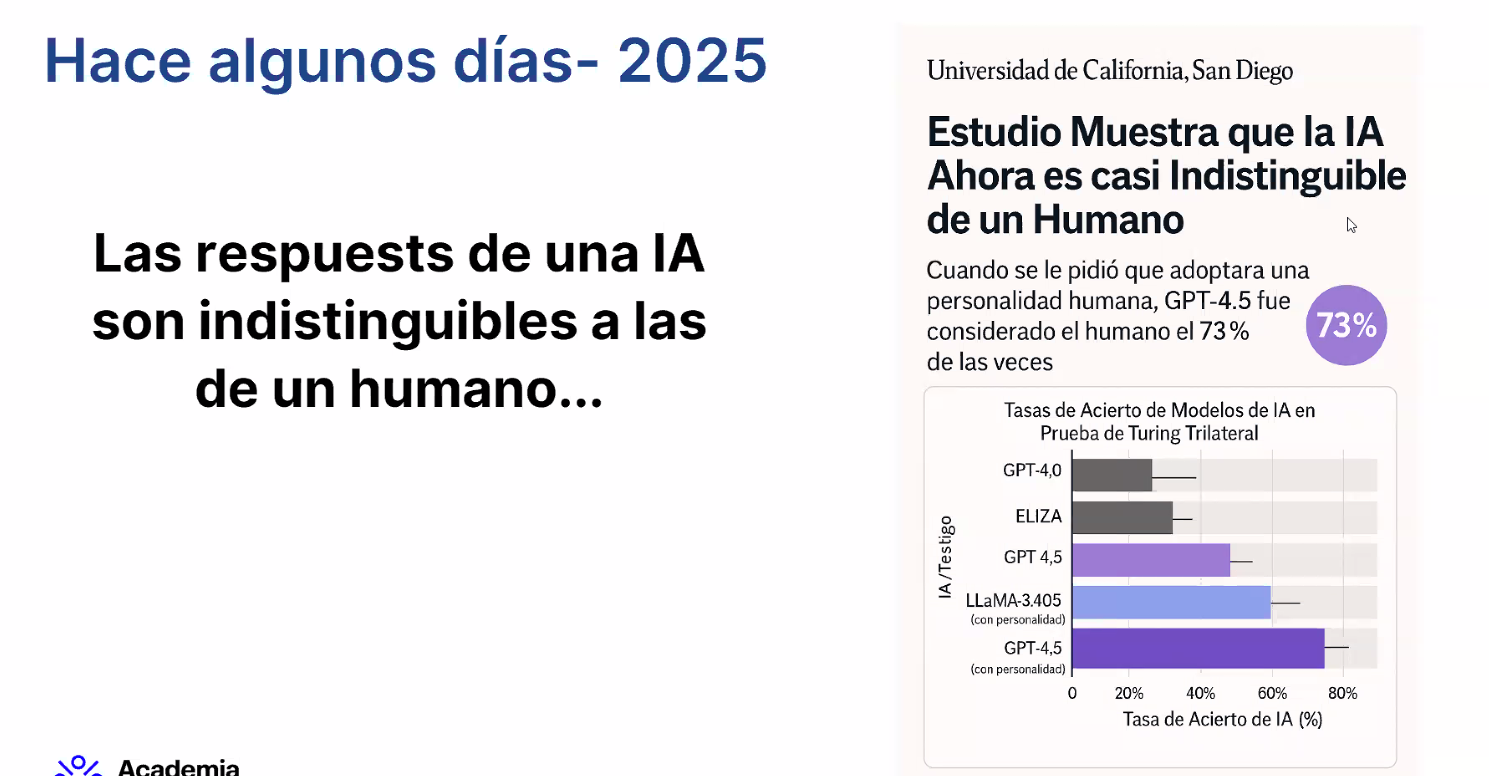 Hace algunos días- 2025
Las respuests de una IA
son indistinguibles a las
de un humano...
Academia
Universidad de California, San Diego
Estudio Muestra que la IA
Ahora es casi Indistinguible
de un Humano
Cuando se le pidió que adoptara una
personalidad humana, GPT-4.5 fue
considerado el humano el 73 %
de las veces
73%
Tasas de Acierto de Modelos de IA en
Prueba de Turing Trilateral
IA /Testigo
GPT-4,0
ELIZA
GPT 4,5
LLaMA-3.405
(con personalidad)
GPT-4,5
(con personalidad)
0 20% 40% 60% 80%
Tasa de Acierto de IA (%)